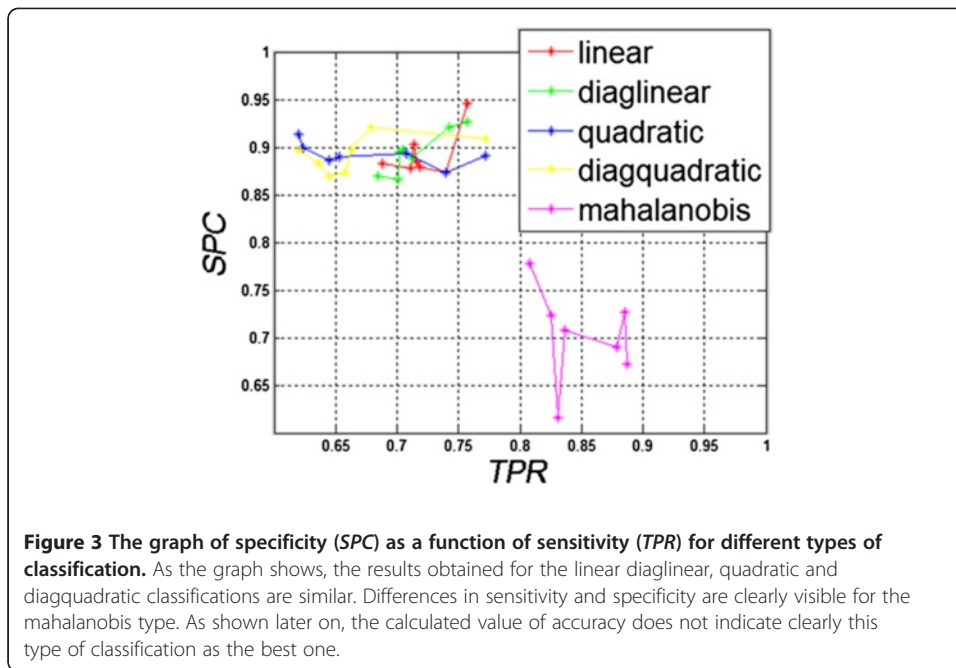 linear
diaglinear
quadratic
diagquadratic
mahalanobis
1
0.95
0.9
0.85
0.8
0.75
0.7
0.65
SPC
0.65 0.7 0.75 0.8 0.85 0.9 0.95 1
TPR
Figure 3 The graph of specificity (SPC) as a function of sensitivity (TPR) for different types of
classification. As the graph shows, the results obtained for the linear diaglinear, quadratic and
diagquadratic classifications are similar. Differences in sensitivity and specificity are clearly visible for the
mahalanobis type. As shown later on, the calculated value of accuracy does not indicate clearly this
type of classification as the best one.